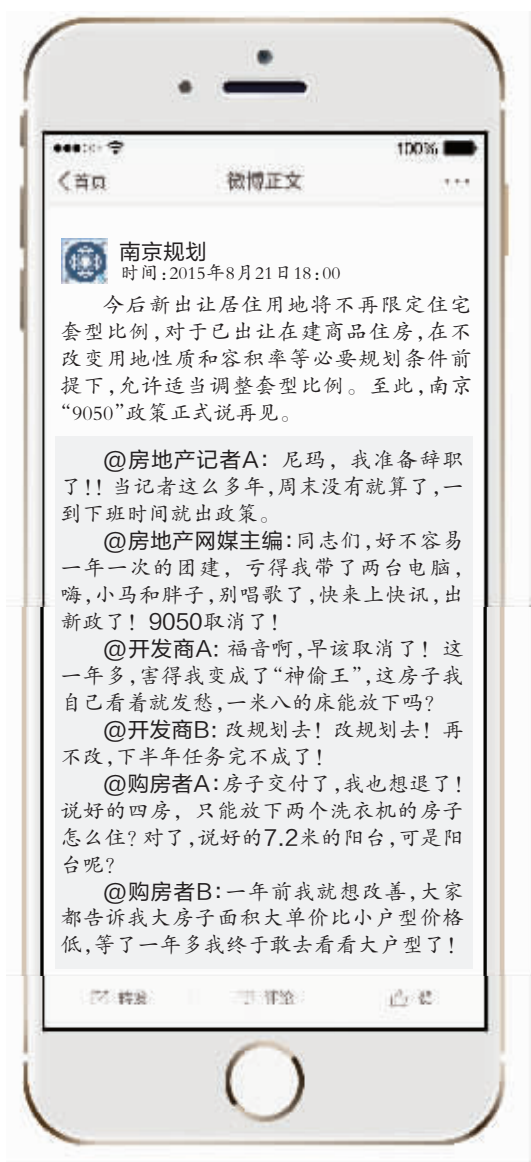 100%
首页
微博正文
南京规划
时间:2015年8月21日18:00
今后新出让居住用地将不再限定住宅
套型比例,对于已出让在建商品住房,在不
改变用地性质和容积率等必要规划条件前
提下,允许适当调整套型比例。至此,南京
“9050”政策正式说再见。
@房地产记者A：尼玛，我准备辞职
了!!当记者这么多年,周末没有就算了,一
到下班时间就出政策。
@房地产网媒主编:同志们,好不容易
一年一次的团建，亏得我带了两台电脑,
嗨,小马和胖子,别唱歌了,快来上快讯,出
新政了！9050取消了！
@开发商A：福音啊,早该取消了！这
一年多,害得我变成了“神偷王”,这房子我
自己看着就发愁,一米八的床能放下吗？
@开发商B：改规划去！改规划去！再
不改,下半年任务完不成了！
@购房者A:房子交付了,我也想退了！
说好的四房，只能放下两个洗衣机的房子
怎么住？对了,说好的7.2米的阳台,可是阳
台呢？
@购房者B:一年前我就想改善,大家
都告诉我大房子面积大单价比小户型价格
低,等了一年多我终于敢去看看大户型了！
转发
评论
赞